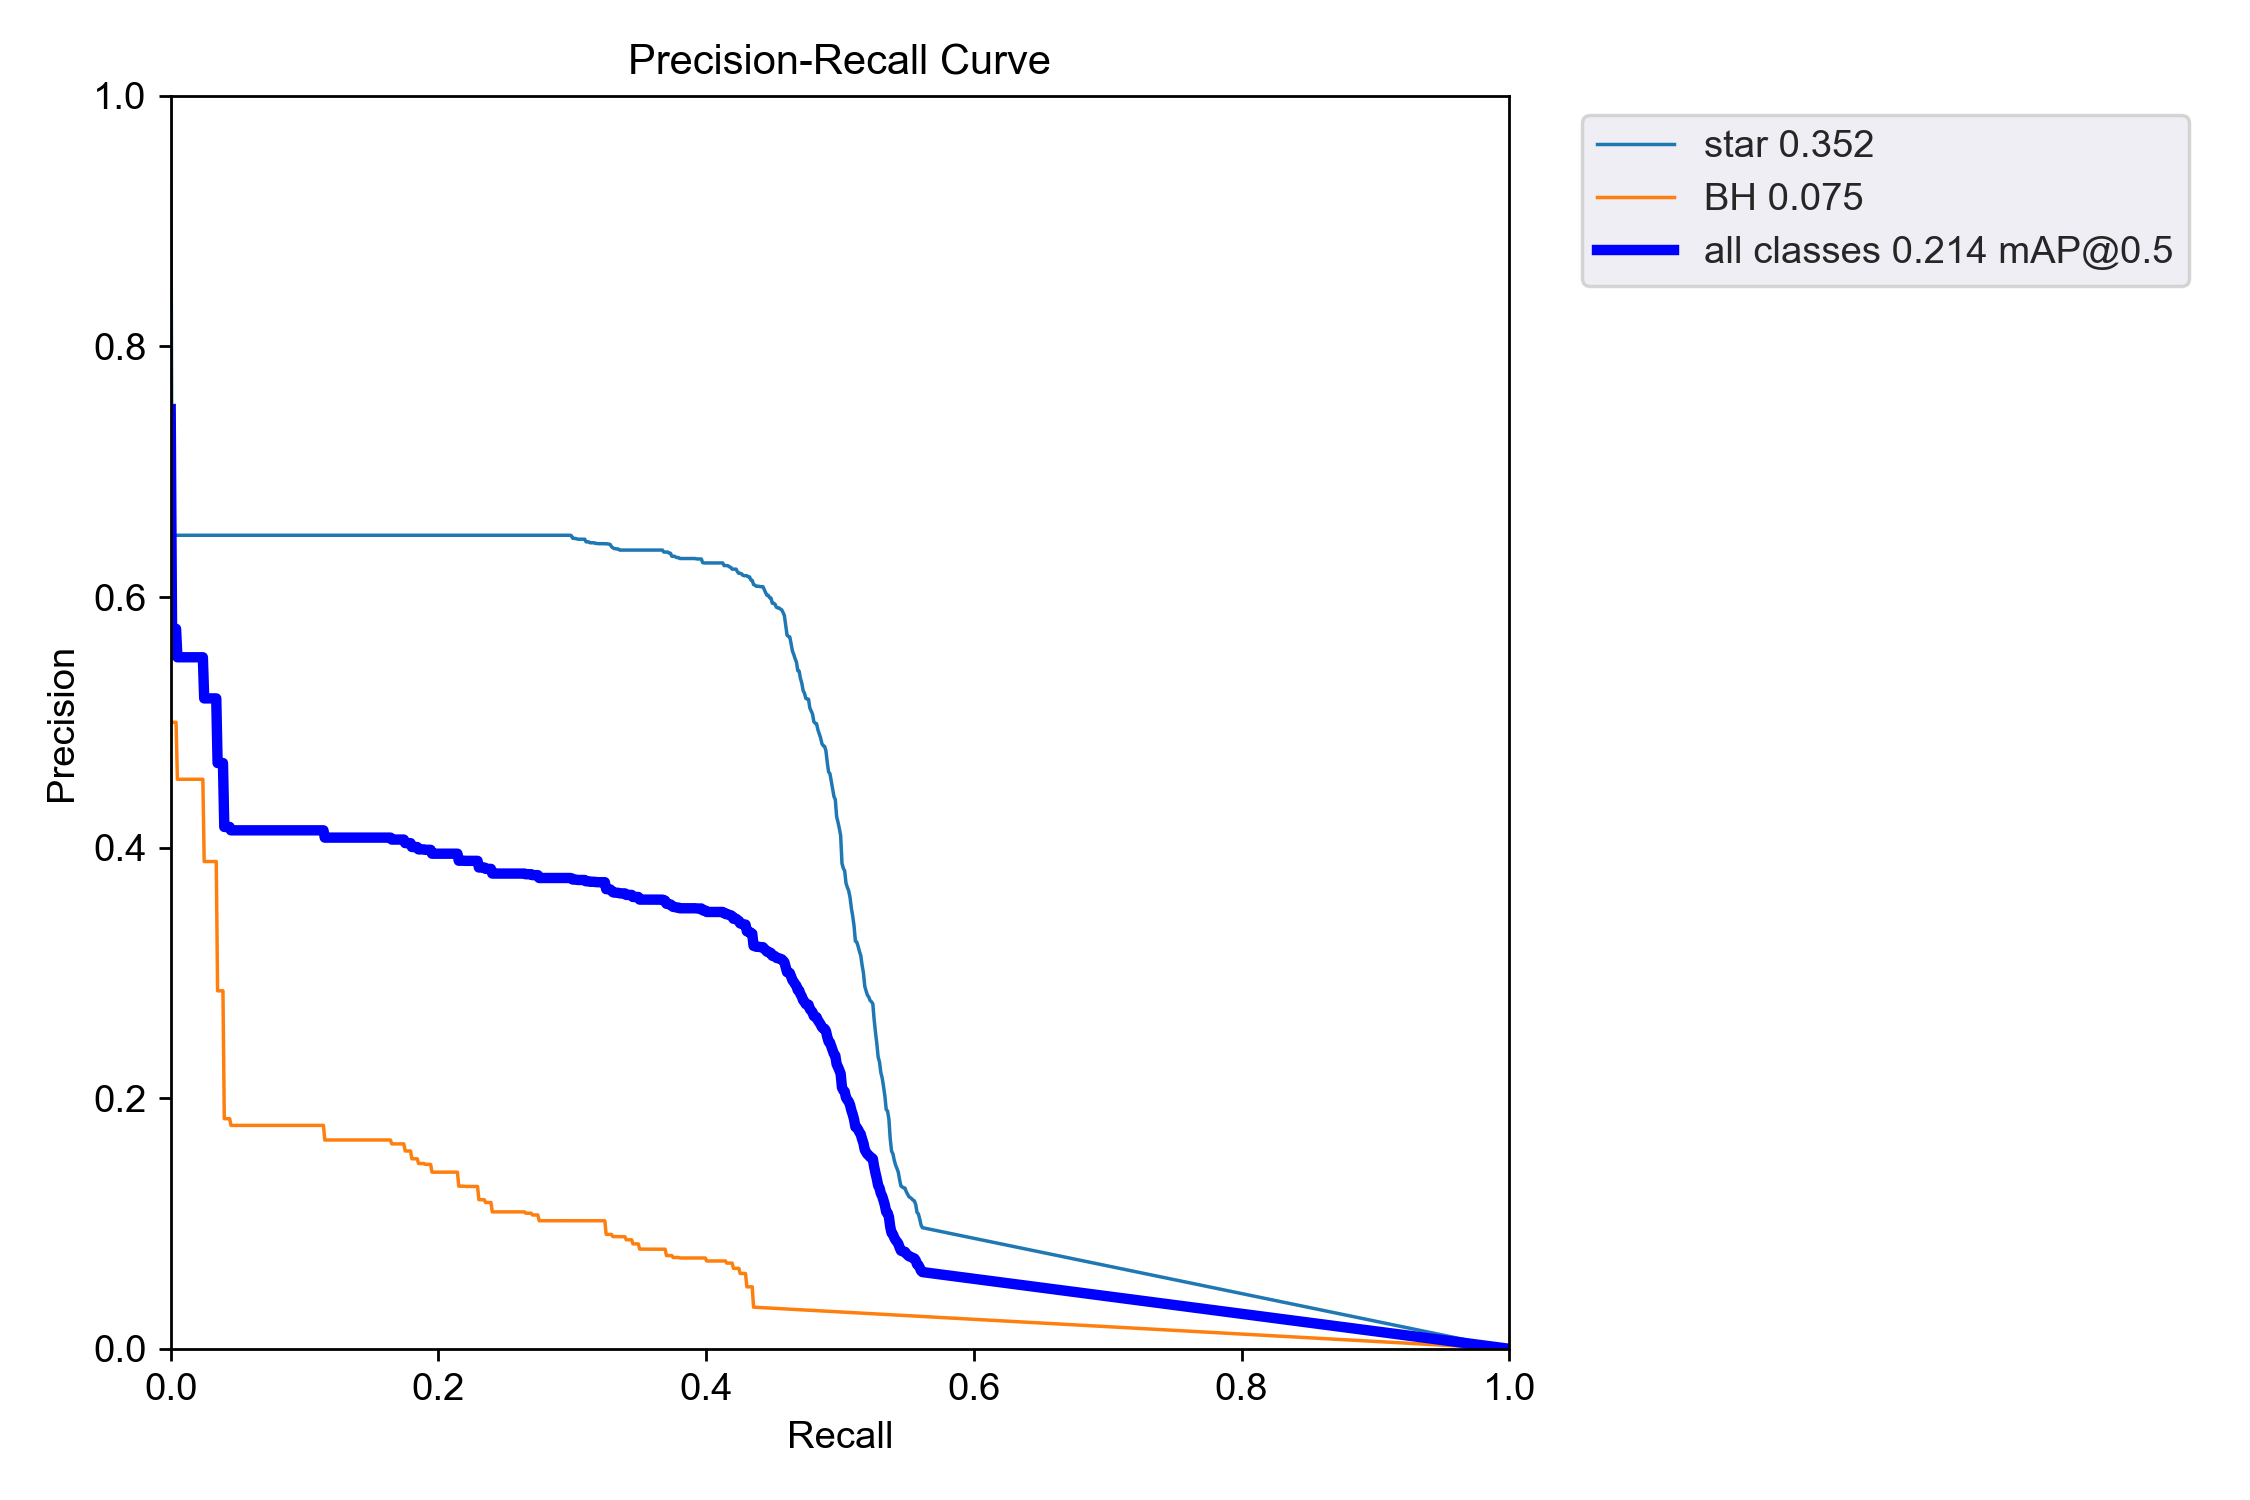 Precision-Recall Curve
1.0
0.8
0.6
0.4
0.2
0.0
Precision
0.0 0.2 0.4 0.6 0.8 1.0
Recall
star 0.352
BH 0.075
all classes 0.214 mAP@0.5